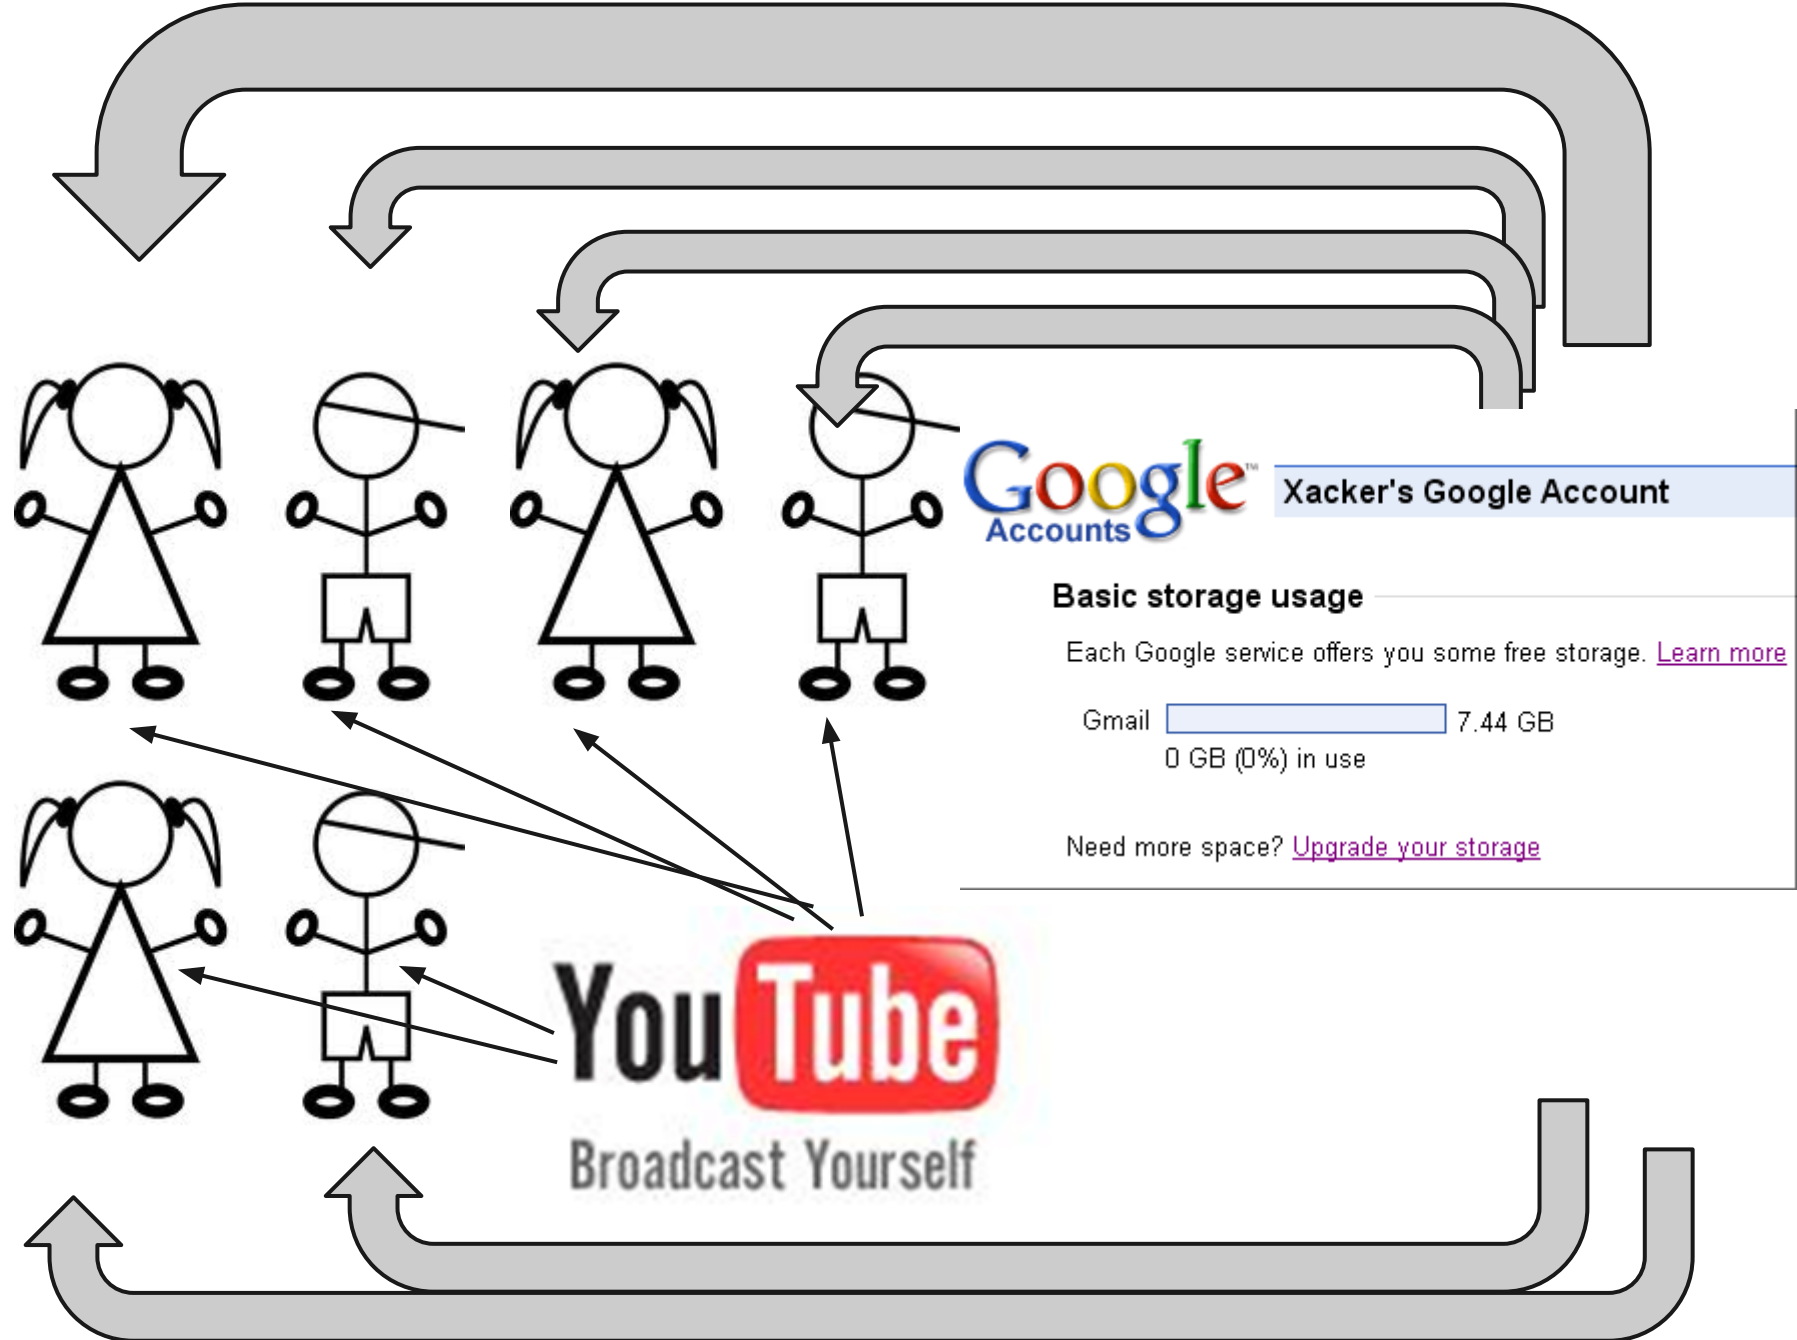 Google™
Accounts
Xacker's Google Account
Basic storage usage
Each Google service offers you some free storage. Learn more
Gmail 7.44 GB
0 GB (0%) in use
Need more space? Upgrade your storage
YouTube
Broadcast Yourself